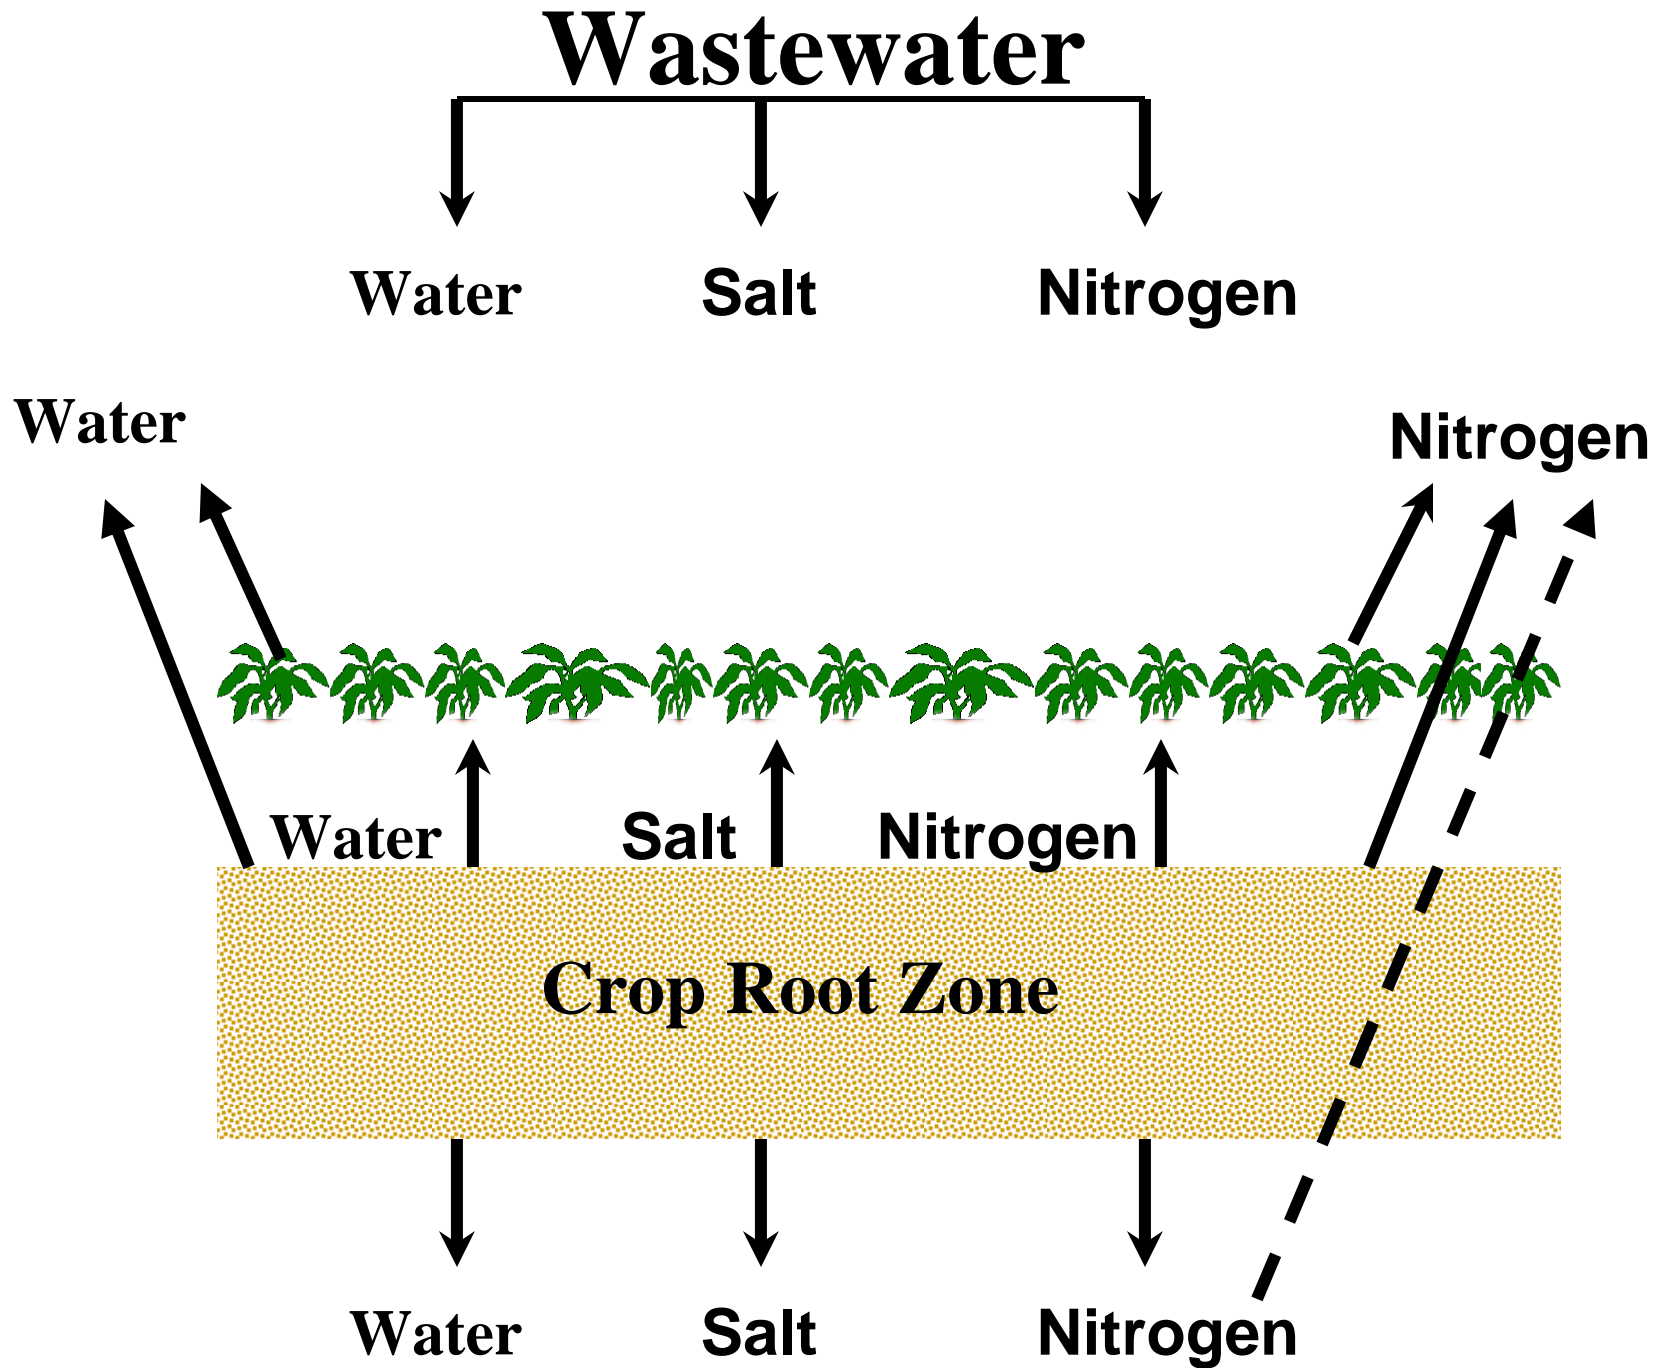 Wastewater
Water Salt Nitrogen
Water
Nitrogen
Water Salt Nitrogen
Crop Root Zone
Water Salt Nitrogen